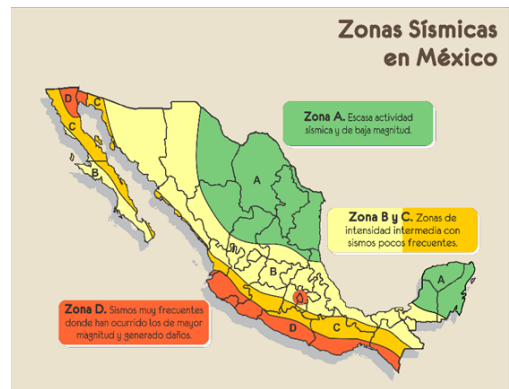 Zonas Sísmicas
en México
Zona A. Escasa actividad
sísmica y de baja magnitud.
D
C
C
B
A
Zona B y C. Zonas de
intensidad intermedia con
sismos pocos frecuentes.
B
A
Zona D. Sismos muy frecuentes
donde han ocurrido los de mayor
magnitud y generado daños.
D
C